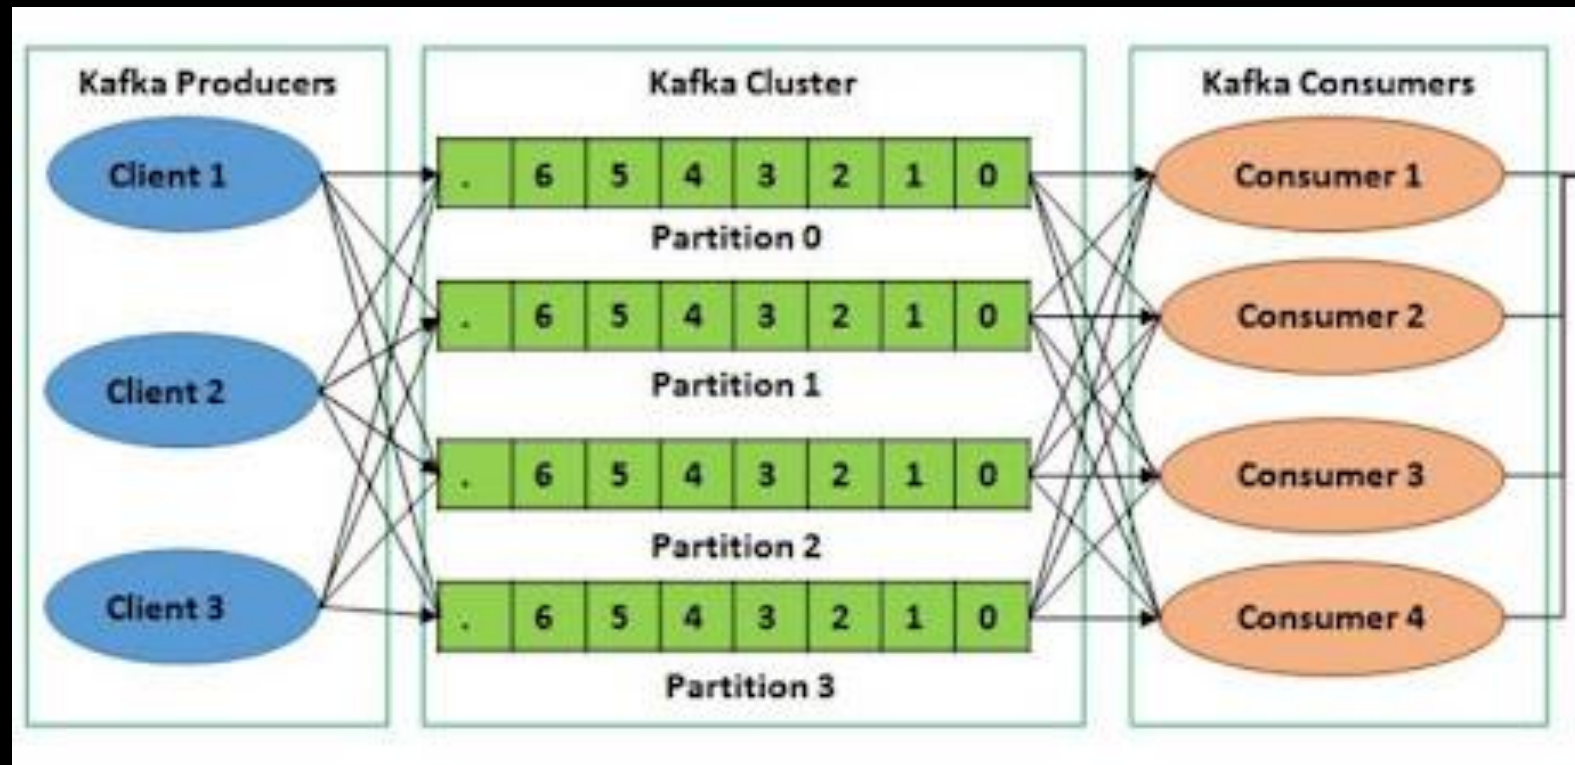 Kafka Producers
Client 1
Client 2
Client 3
Kafka Cluster
. 6 5 4 3 2 1 0
Partition 0
. 6 5 4 3 2 1 0
Partition 1
. 6 5 4 3 2 1 0
Partition 2
. 6 5 4 3 2 1 0
Partition 3
Kafka Consumers
Consumer 1
Consumer 2
Consumer 3
Consumer 4